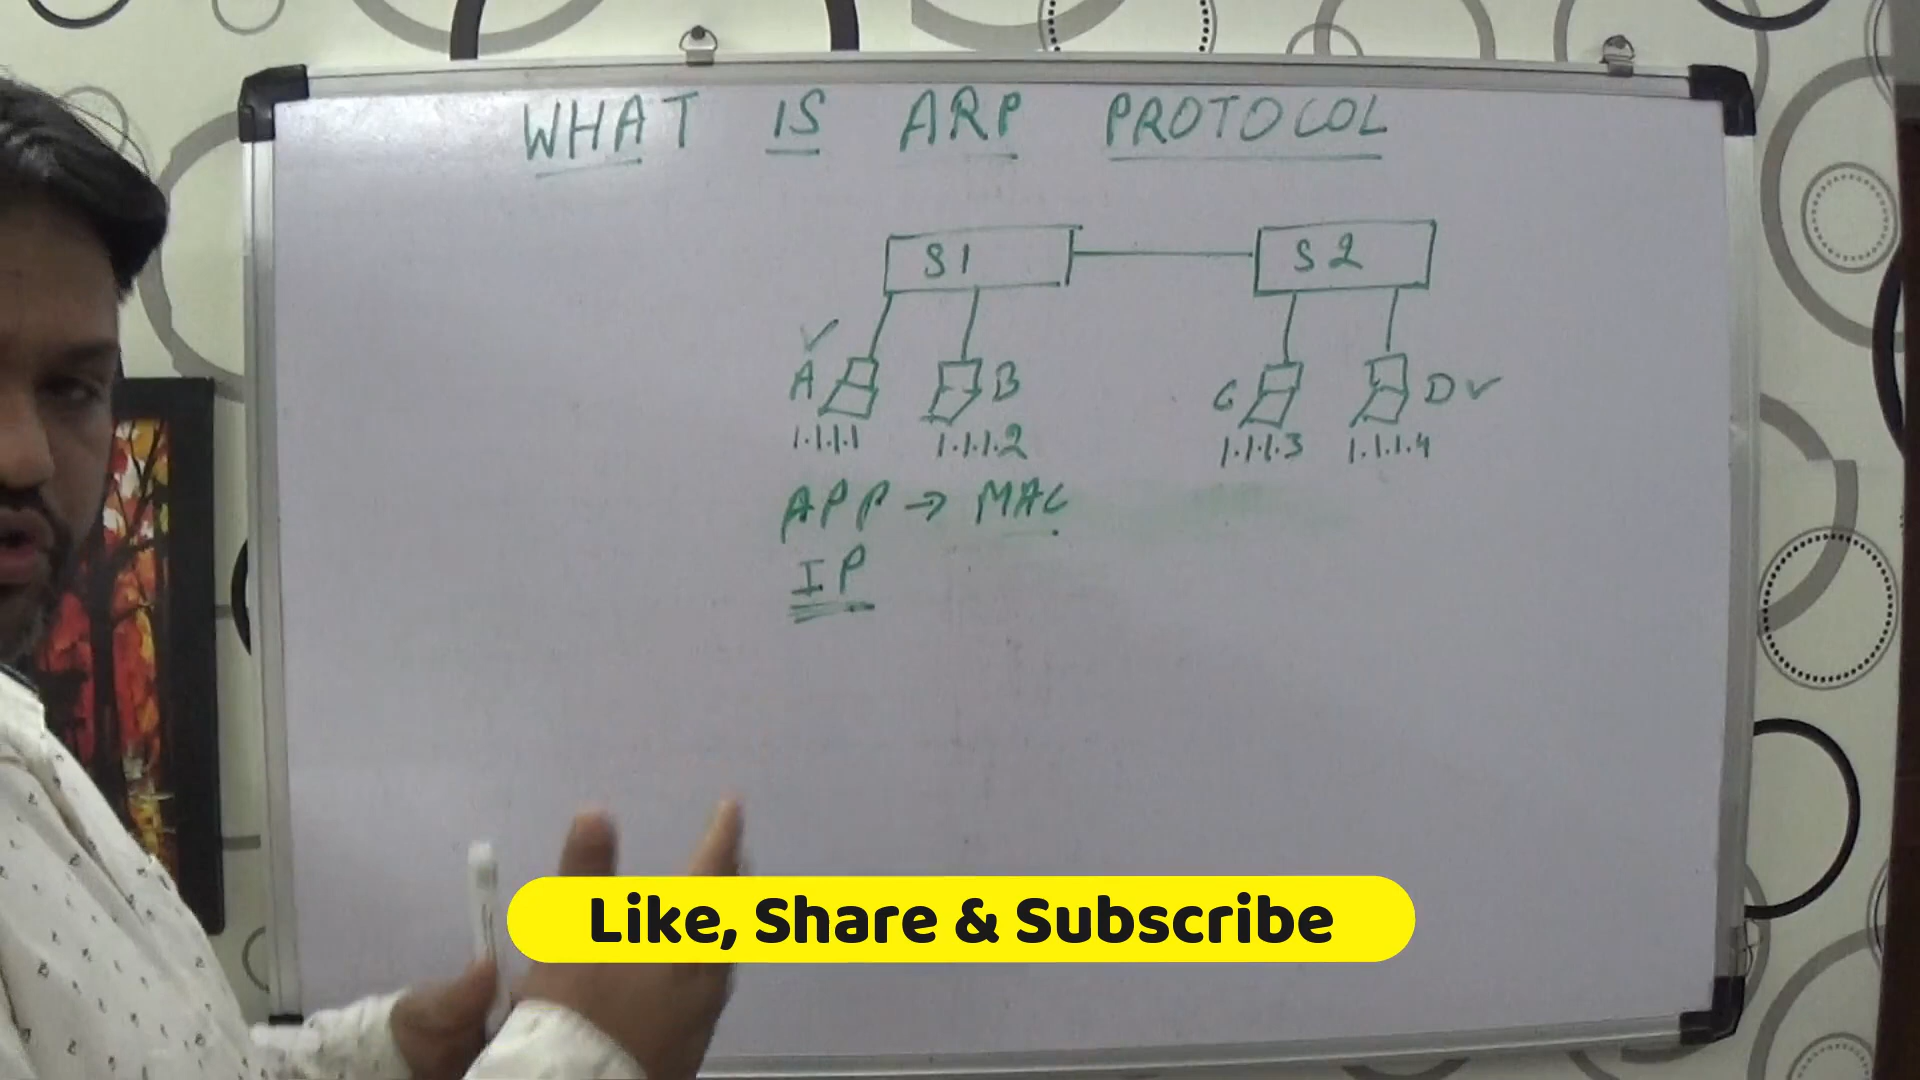 WHAT IS ARP PROTOCOL
S1 S2
A B C D
1.1.1.1 1.1.1.2 1.1.1.3 1.1.1.4
APP → MAC
IP
Like, Share & Subscribe